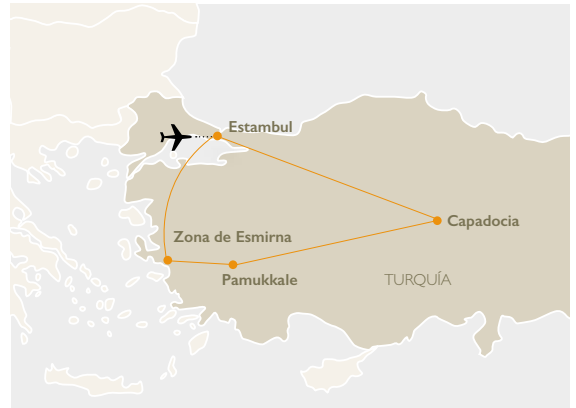 Estambul
Capadocia
Zona de Esmirna
Pamukkale
TURQUÍA